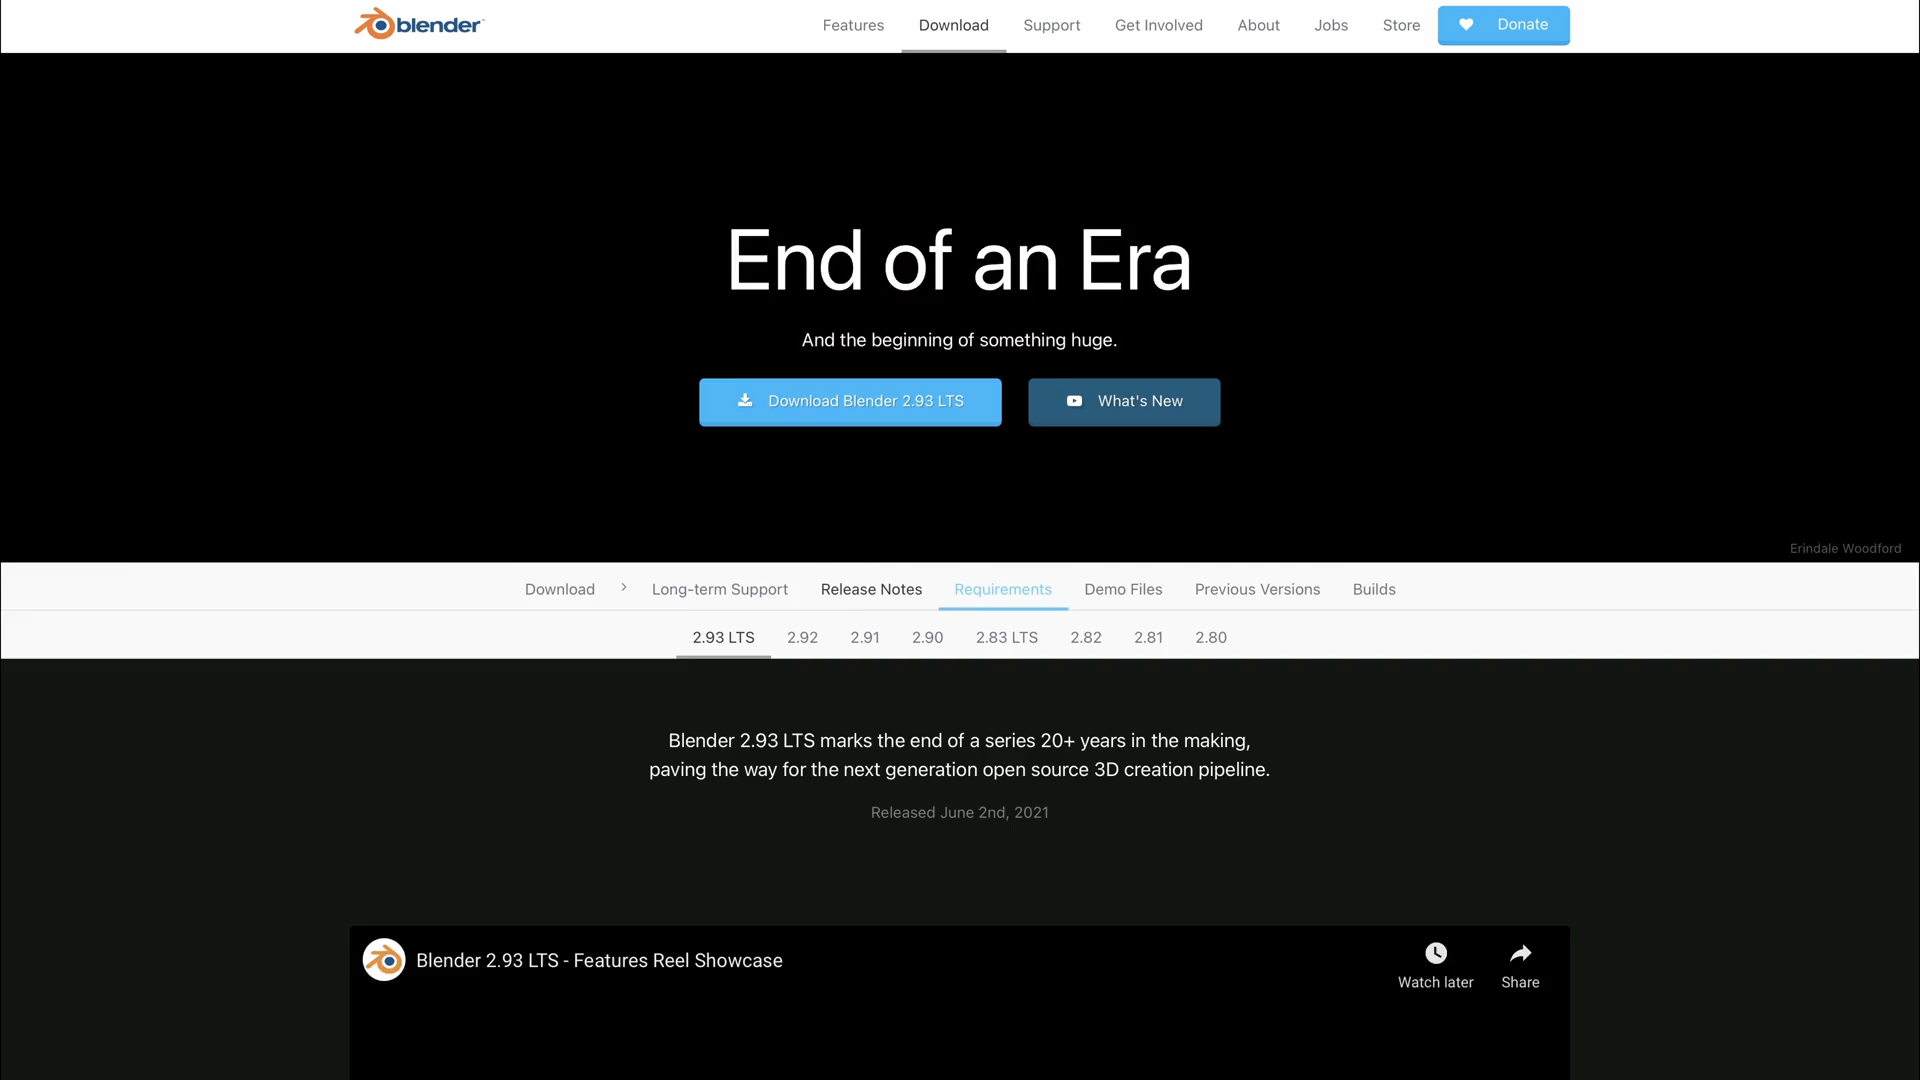 blender
Features Download Support Get Involved About Jobs Store Donate
End of an Era
And the beginning of something huge.
Download Blender 2.93 LTS What's New
Erindale Woodford
Download > Long-term Support Release Notes Requirements Demo Files Previous Versions Builds
2.93 LTS 2.92 2.91 2.90 2.83 LTS 2.82 2.81 2.80
Blender 2.93 LTS marks the end of a series 20+ years in the making,
paving the way for the next generation open source 3D creation pipeline.
Released June 2nd, 2021
Blender 2.93 LTS - Features Reel Showcase
Watch later Share